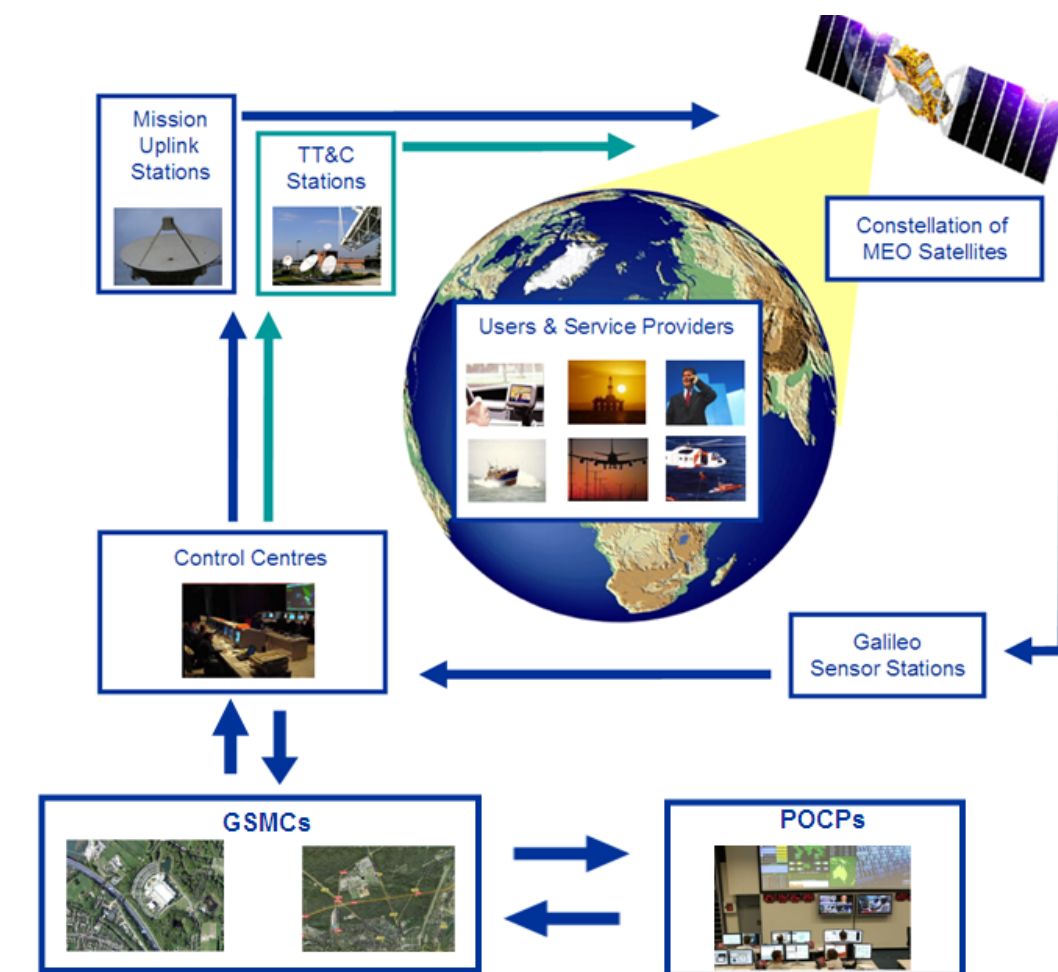 Mission
Uplink
Stations
TT&C
Stations
Constellation of
MEO Satellites
Users & Service Providers
Control Centres
Galileo
Sensor Stations
GSMCs
POCPs